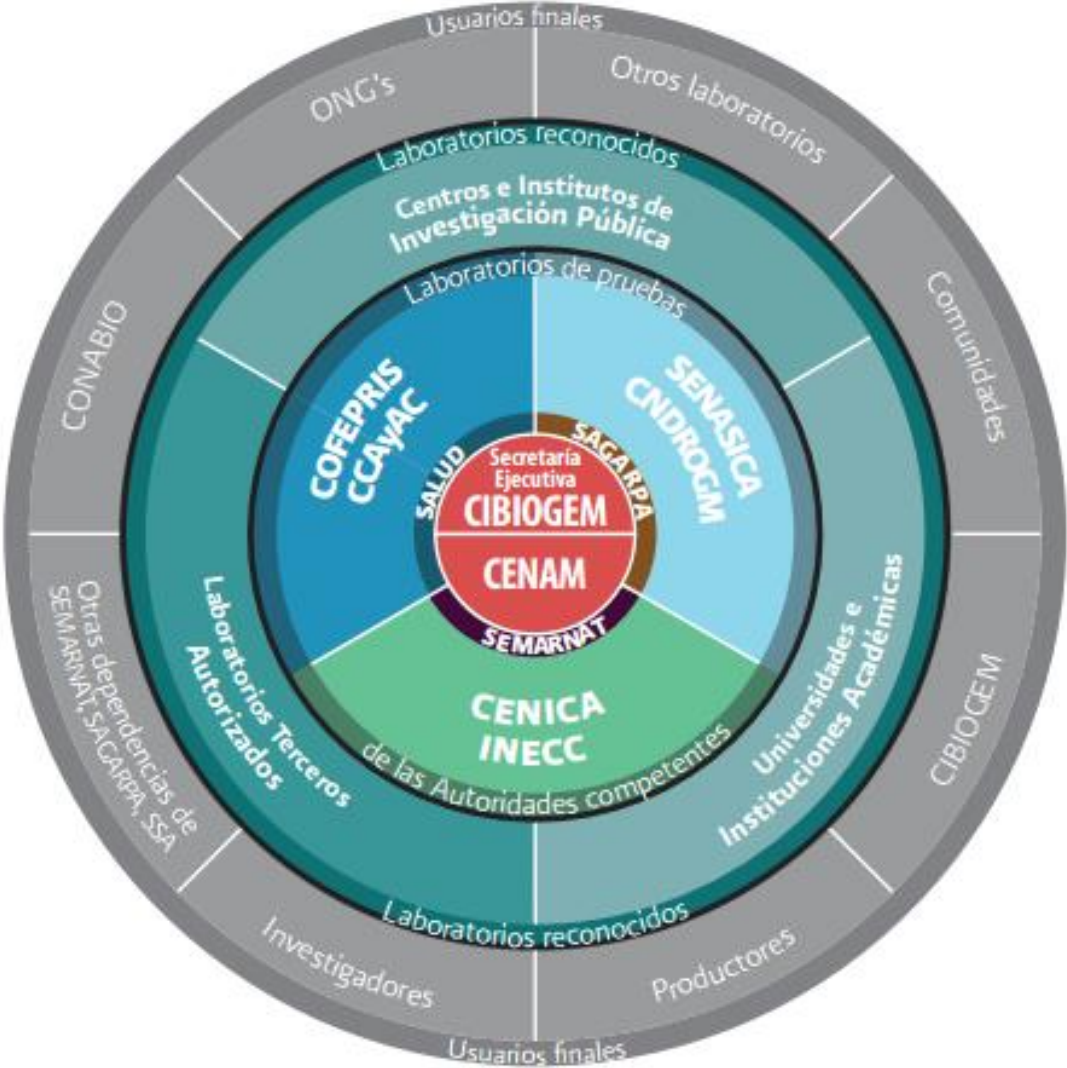 Usuarios finales
ONG's
Otros laboratorios
Laboratorios reconocidos
Centros e Institutos de
Investigación Pública
Laboratorios de pruebas
CONABIO
Comunidades
COFEPRIS
CCAyAC
SENASICA
CNDROGM
SALUD
SAGARPA
Secretaría
Ejecutiva
CIBIOGEM
CENAM
SEMARNAT
CENICA
INECC
de las Autoridades competentes
Laboratorios Terceros
Autorizados
Universidades e
Instituciones Académicas
Otras dependencias de
SEMARNAT, SAGARPA, SSA
CIBIOGEM
Laboratorios reconocidos
Investigadores
Productores
Usuarios finales